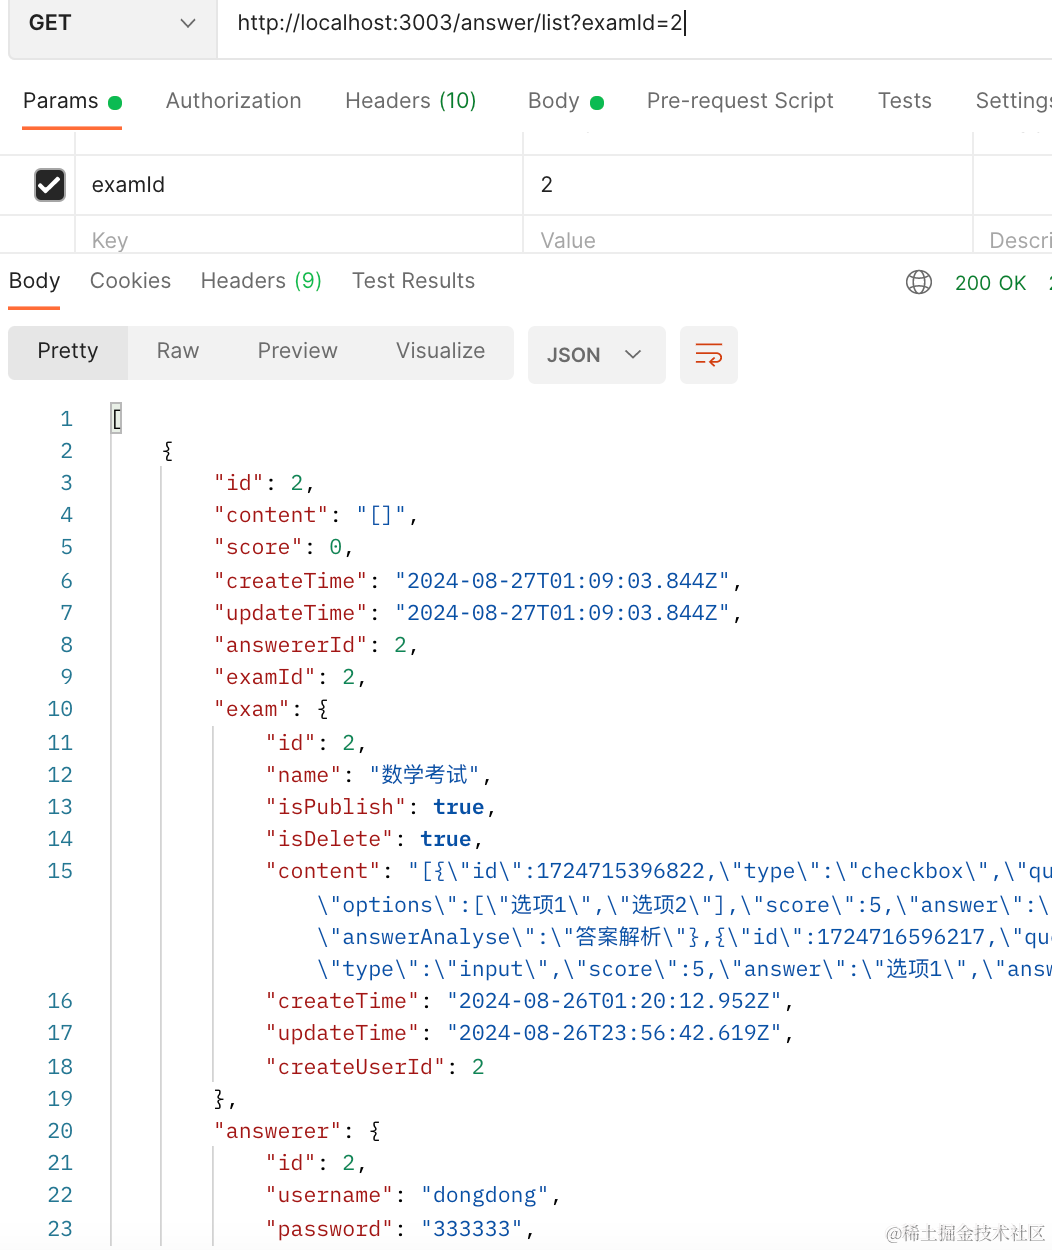 GET http://localhost:3003/answer/list?examId=2
Params Authorization Headers (10) Body Pre-request Script Tests Settings
examId 2
Key Value Descri
Body Cookies Headers (9) Test Results 200 OK
Pretty Raw Preview Visualize JSON
1 [
2 {
3 "id": 2,
4 "content": "[]",
5 "score": 0,
6 "createTime": "2024-08-27T01:09:03.844Z",
7 "updateTime": "2024-08-27T01:09:03.844Z",
8 "answererId": 2,
9 "examId": 2,
10 "exam": {
11 "id": 2,
12 "name": "数学考试",
13 "isPublish": true,
14 "isDelete": true,
15 "content": "[{\"id\":1724715396822,\"type\":\"checkbox\",\"qu
\"options\":[\"选项1\",\"选项2\"],\"score\":5,\"answer\":\
\"answerAnalyse\":\"答案解析\"},{\"id\":1724716596217,\"que
\"type\":\"input\",\"score\":5,\"answer\":\"选项1\",\"answ
16 "createTime": "2024-08-26T01:20:12.952Z",
17 "updateTime": "2024-08-26T23:56:42.619Z",
18 "createUserId": 2
19 },
20 "answerer": {
21 "id": 2,
22 "username": "dongdong",
23 "password": "333333",
@稀土掘金技术社区